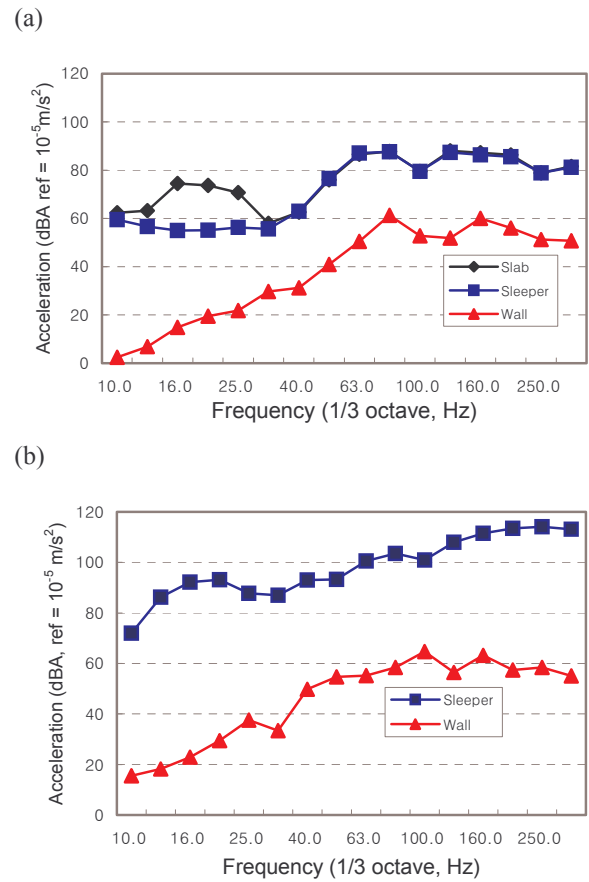 (a)
120
100
80
60
40
20
0
Acceleration (dBA ref = 10-5m/s2)
Slab
Sleeper
Wall
10.0 16.0 25.0 40.0 63.0 100.0 160.0 250.0
Frequency (1/3 octave, Hz)
(b)
120
100
80
60
40
20
0
Acceleration (dBA, ref = 10-5 m/s2)
Sleeper
Wall
10.0 16.0 25.0 40.0 63.0 100.0 160.0 250.0
Frequency (1/3 octave, Hz)